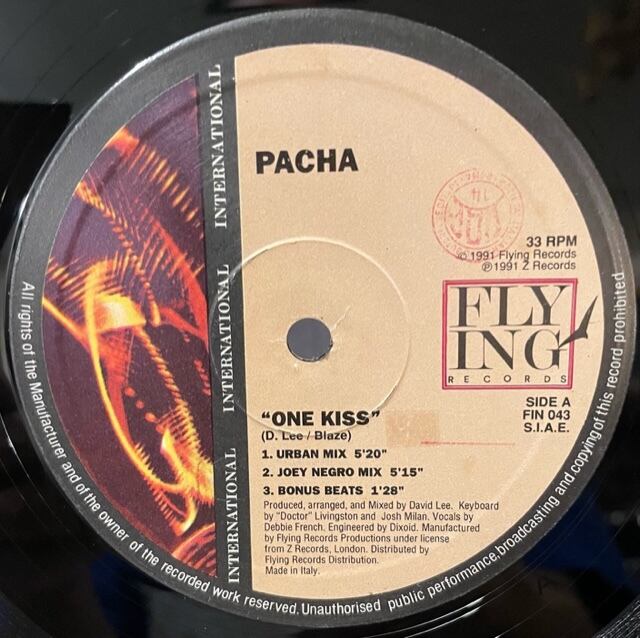 INTERNATIONAL
INTERNATIONAL
INTERNATIONAL
PACHA
33 RPM
© 1991 Flying Records
℗ 1991 Z Records
FLY
ING
RECORDS
SIDE A
FIN 043
S.I.A.E.
"ONE KISS"
(D. Lee / Blaze)
1. URBAN MIX 5'20"
2. JOEY NEGRO MIX 5'15"
3. BONUS BEATS 1'28"
Produced, arranged, and Mixed by David Lee. Keyboard
by "Doctor" Livingston and Josh Milan. Vocals by
Debbie French. Engineered by Dixoid. Manufactured
by Flying Records Productions under license
from Z Records, London. Distributed by
Flying Records Distribution.
Made in Italy.
All rights of the Manufacturer and of the owner of the recorded work reserved. Unauthorised public performance, broadcasting and copying of this record prohibited